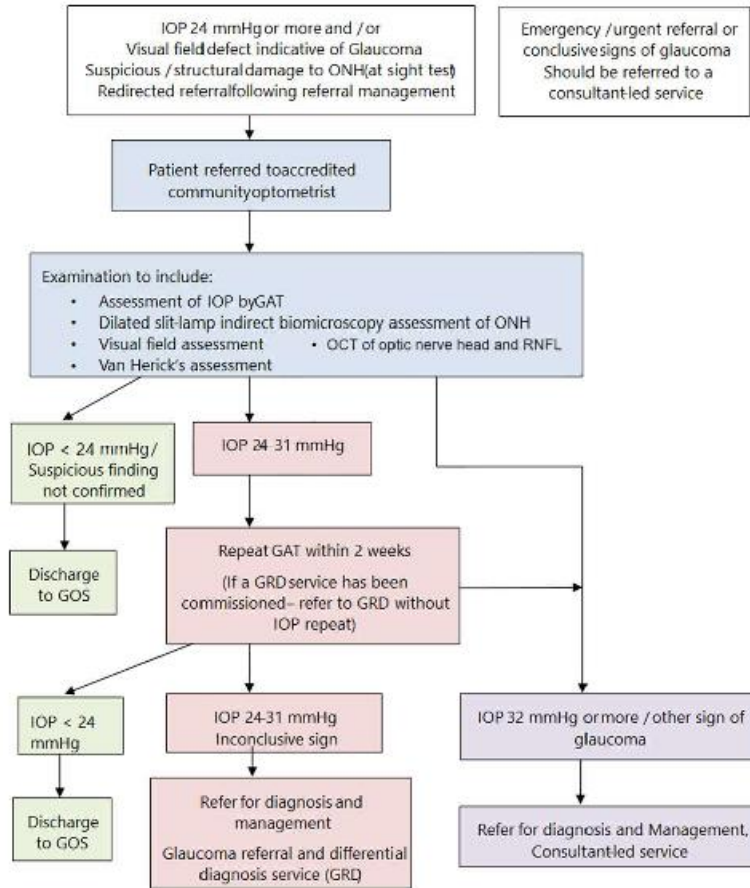 IOP 24 mmHg or more and / or
Visual field defect indicative of Glaucoma
Suspicious / structural damage to ONH (at sight test)
Redirected referral following referral management
Emergency / urgent referral or
conclusive signs of glaucoma
Should be referred to a
consultant-led service
Patient referred to accredited
community optometrist
Examination to include:
• Assessment of IOP by GAT
• Dilated slit-lamp indirect biomicroscopy assessment of ONH
• Visual field assessment • OCT of optic nerve head and RNFL
• Van Herick's assessment
IOP < 24 mmHg /
Suspicious finding
not confirmed
IOP 24-31 mmHg
Discharge
to GOS
Repeat GAT within 2 weeks
(If a GRD service has been
commissioned – refer to GRD without
IOP repeat)
IOP < 24
mmHg
IOP 24-31 mmHg
Inconclusive sign
IOP 32 mmHg or more / other sign of
glaucoma
Discharge
to GOS
Refer for diagnosis and
management
Glaucoma referral and differential
diagnosis service (GRD)
Refer for diagnosis and Management,
Consultant-led service